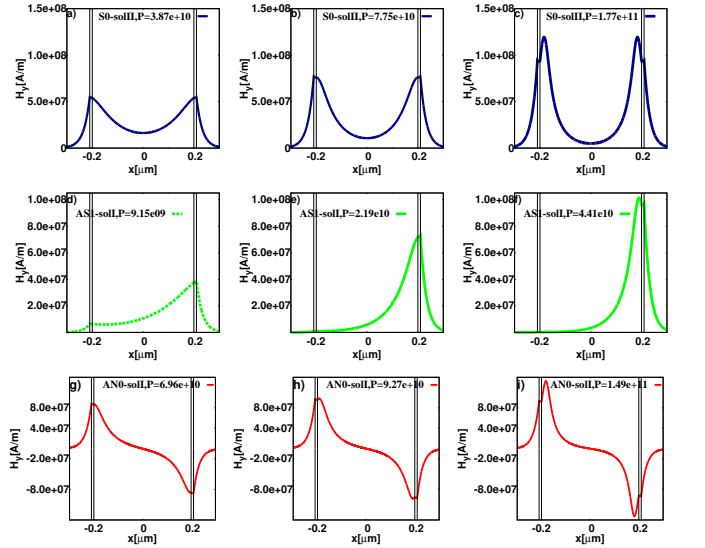 a) S0-solII,P=3.87e+10
b) S0-solII,P=7.75e+10
c) S0-solII,P=1.77e+11
1.5e+08
1.0e+08
5.0e+07
0
Hy[A/m]
-0.2 0 0.2
x[μm]
1.5e+08
1.0e+08
5.0e+07
0
Hy[A/m]
-0.2 0 0.2
x[μm]
1.5e+08
1.0e+08
5.0e+07
0
Hy[A/m]
-0.2 0 0.2
x[μm]
d) AS1-solI,P=9.15e09
e) AS1-solI,P=2.19e10
f) AS1-solI,P=4.41e10
1.0e+08
8.0e+07
6.0e+07
4.0e+07
2.0e+07
Hy[A/m]
-0.2 0 0.2
x[μm]
1.0e+08
8.0e+07
6.0e+07
4.0e+07
2.0e+07
Hy[A/m]
-0.2 0 0.2
x[μm]
1.0e+08
8.0e+07
6.0e+07
4.0e+07
2.0e+07
Hy[A/m]
-0.2 0 0.2
x[μm]
g) AN0-solI,P=6.96e+10
h) AN0-solI,P=9.27e+10
i) AN0-solI,P=1.49e+11
8.0e+07
4.0e+07
-2.0e+07
-8.0e+07
Hy[A/m]
-0.2 0 0.2
x[μm]
8.0e+07
4.0e+07
-2.0e+07
-8.0e+07
Hy[A/m]
-0.2 0 0.2
x[μm]
8.0e+07
4.0e+07
-2.0e+07
-8.0e+07
Hy[A/m]
-0.2 0 0.2
x[μm]